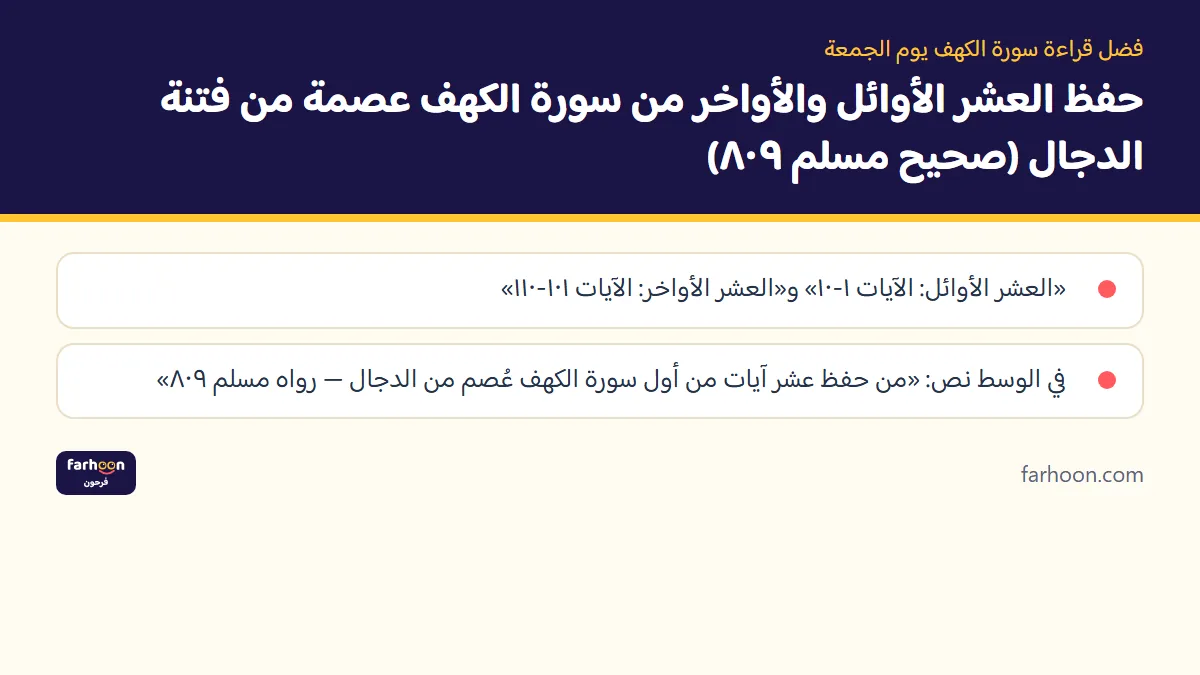 فضل قراءة سورة الكهف يوم الجمعة
حفظ العشر الأوائل والأواخر من سورة الكهف عصمة من فتنة
الدجال (صحيح مسلم ٨٠٩)
«العشر الأوائل: الآيات ١-١٠» و«العشر الأواخر: الآيات ١٠١-١١٠»
في الوسط نص: «من حفظ عشر آيات من أول سورة الكهف عُصم من الدجال — رواه مسلم ٨٠٩»
farhoon
فرحون
farhoon.com